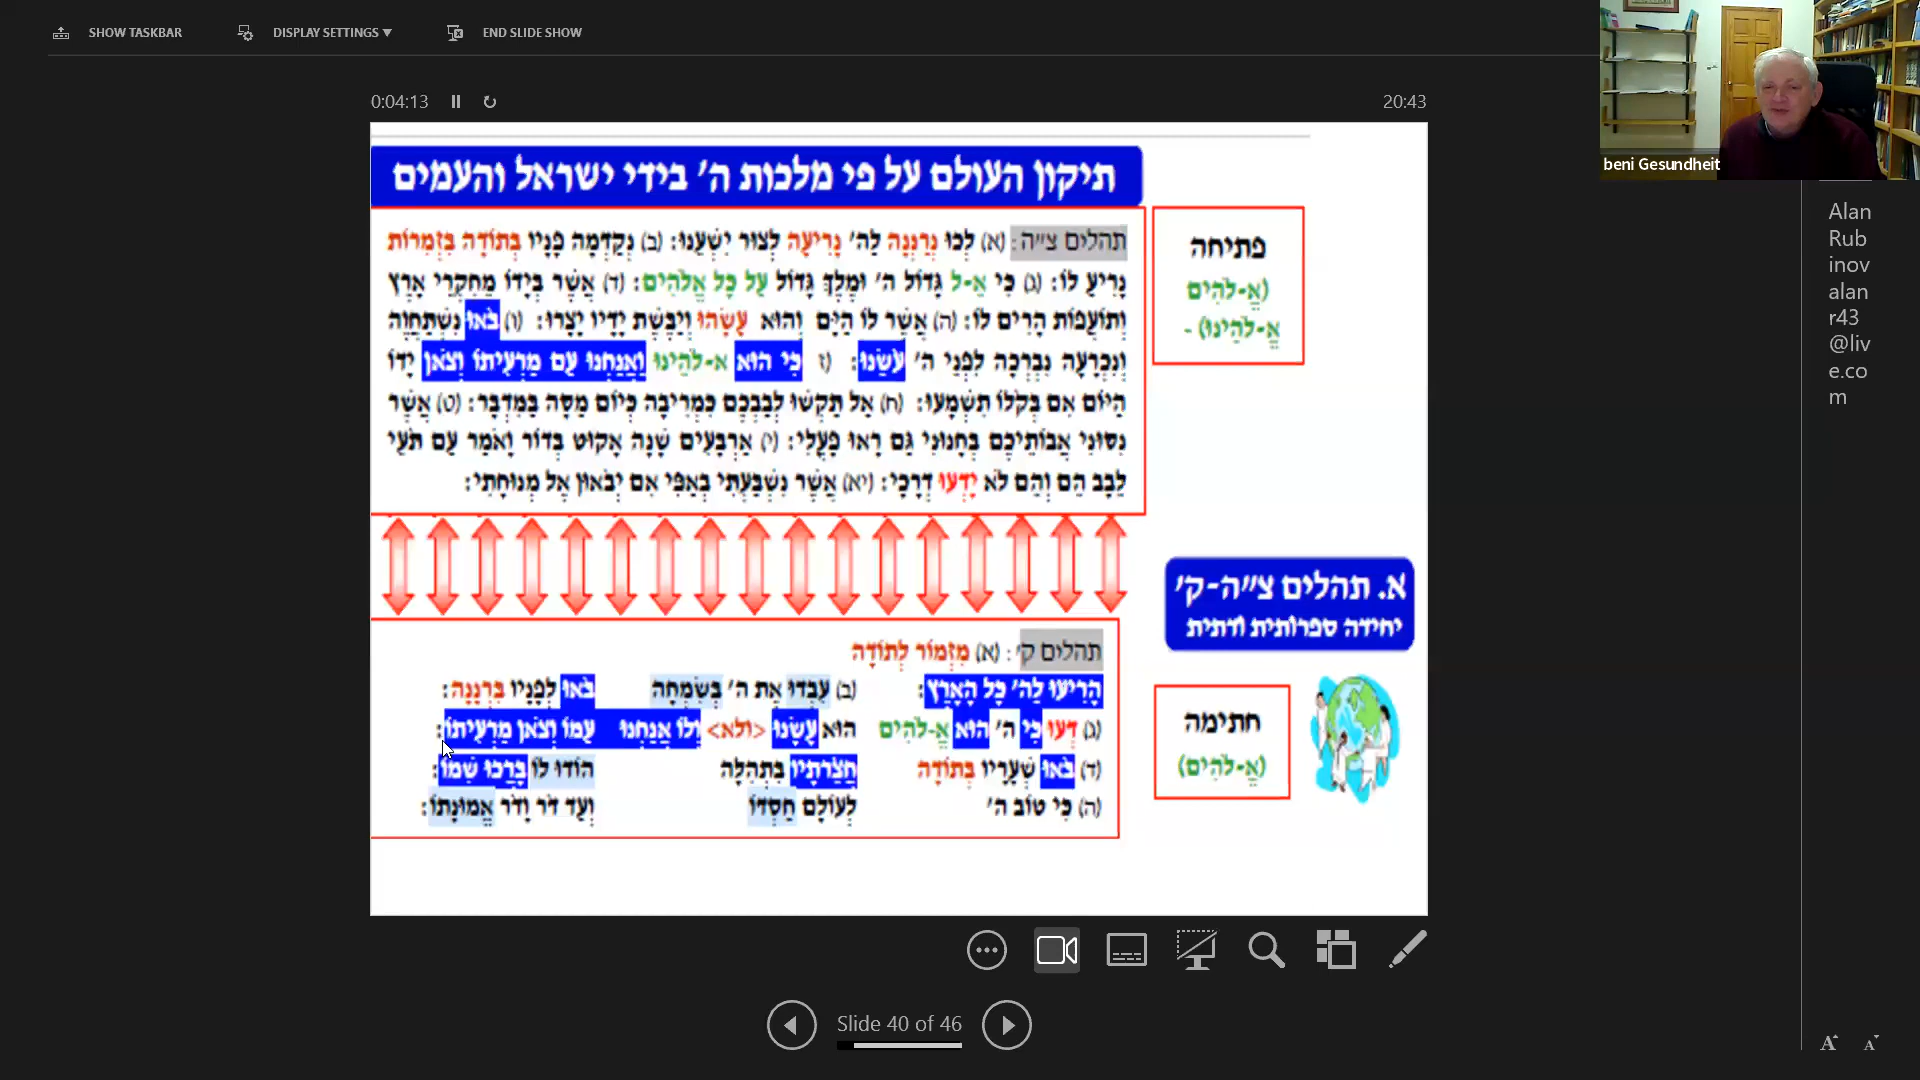 SHOW TASKBAR
DISPLAY SETTINGS ▼
END SLIDE SHOW
beni Gesundheit
0:04:13
20:43
Alan
Rub
inov
alan
r43
@liv
e.co
m
תיקון העולם על פי מלכות ה' בידי ישראל והעמים
פתיחה
(אֱ-לֹהִים
אֱ-לֹהֵינוּ) -
תהלים צ"ה: (א) לְכוּ נְרַנְּנָה לַה' נָרִיעָה לְצוּר יִשְׁעֵנוּ: (ב) נְקַדְּמָה פָנָיו בְּתוֹדָה בִּזְמִרוֹת
נָרִיעַ לוֹ: (ג) כִּי אֵ-ל גָּדוֹל ה' וּמֶלֶךְ גָּדוֹל עַל כָּל אֱלֹהִים: (ד) אֲשֶׁר בְּיָדוֹ מֶחְקְרֵי אָרֶץ
וְתוֹעֲפוֹת הָרִים לוֹ: (ה) אֲשֶׁר לוֹ הַיָּם וְהוּא עָשָׂהוּ וְיַבֶּשֶׁת יָדָיו יָצָרוּ: (ו) בֹּאוּ נִשְׁתַּחֲוֶה
וְנִכְרָעָה נִבְרְכָה לִפְנֵי ה' עֹשֵׂנוּ: (ז כִּי הוּא אֱ-לֹהֵינוּ וַאֲנַחְנוּ עַם מַרְעִיתוֹ וְצֹאן יָדוֹ
הַיּוֹם אִם בְּקֹלוֹ תִשְׁמָעוּ: (ח) אַל תַּקְשׁוּ לְבַבְכֶם כִּמְרִיבָה כְּיוֹם מַסָּה בַּמִּדְבָּר: (ט) אֲשֶׁר
נִסּוּנִי אֲבוֹתֵיכֶם בְּחָנוּנִי גַּם רָאוּ פָעֳלִי: (י) אַרְבָּעִים שָׁנָה אָקוּט בְּדוֹר וָאֹמַר עַם תֹּעֵי
לֵבָב הֵם וְהֵם לֹא יָדְעוּ דְרָכָי: (יא) אֲשֶׁר נִשְׁבַּעְתִּי בְאַפִּי אִם יְבֹאוּן אֶל מְנוּחָתִי:
א. תהלים צ"ה-ק'
יחידה ספרותית ודתית
תהלים ק': (א) מִזְמוֹר לְתוֹדָה
הָרִיעוּ לַה' כָּל הָאָרֶץ: (ב) עִבְדוּ אֶת ה' בְּשִׂמְחָה בֹּאוּ לְפָנָיו בִּרְנָנָה:
(ג) דְּעוּ כִּי ה' הוּא אֱ-לֹהִים הוּא עָשָׂנוּ <ולא> וְלוֹ אֲנַחְנוּ עַמּוֹ וְצֹאן מַרְעִיתוֹ:
(ד) בֹּאוּ שְׁעָרָיו בְּתוֹדָה חֲצֵרֹתָיו בִּתְהִלָּה הוֹדוּ לוֹ בָּרֲכוּ שְׁמוֹ:
(ה) כִּי טוֹב ה' לְעוֹלָם חַסְדּוֹ וְעַד דֹּר וָדֹר אֱמוּנָתוֹ:
חתימה
(אֱ-לֹהִים)
Slide 40 of 46
A A